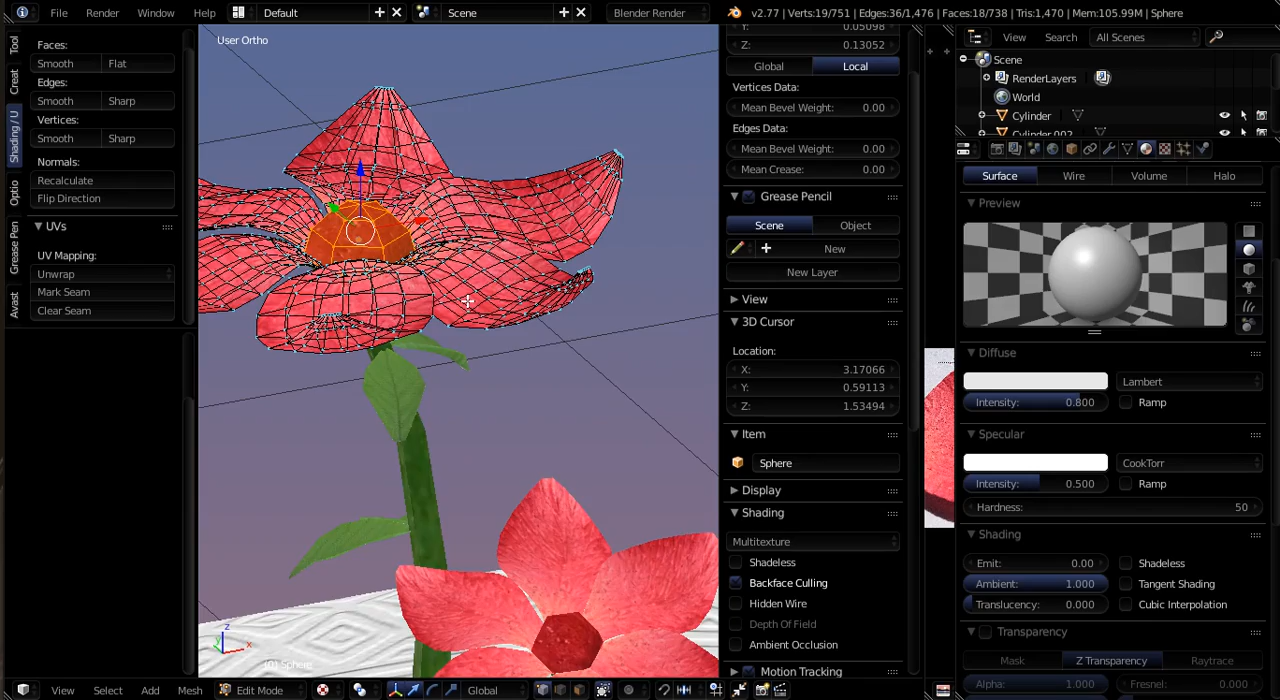 File Render Window Help Default Scene Blender Render v2.77 | Verts:19/751 | Edges:36/1,476 | Faces:18/738 | Tris:1,470 | Mem:105.99M | Sphere
Tool
Creat
Shading / U
Optio
Grease Pen
Avast
Faces:
Smooth Flat
Edges:
Smooth Sharp
Vertices:
Smooth Sharp
Normals:
Recalculate
Flip Direction
UVs
UV Mapping:
Unwrap
Mark Seam
Clear Seam
User Ortho
z
y
x
(0) Sphere
View Select Add Mesh Edit Mode Global
Y: 0.05098
Z: 0.13052
Global Local
Vertices Data:
Mean Bevel Weight: 0.00
Edges Data:
Mean Bevel Weight: 0.00
Mean Crease: 0.00
Grease Pencil
Scene Object
New
New Layer
View
3D Cursor
Location:
X: 3.17066
Y: 0.59113
Z: 1.53494
Item
Sphere
Display
Shading
Multitexture
Shadeless
Backface Culling
Hidden Wire
Depth Of Field
Ambient Occlusion
Motion Tracking
View Search All Scenes
Scene
RenderLayers
World
Cylinder
Cylinder.002
Surface Wire Volume Halo
Preview
Diffuse
Lambert
Intensity: 0.800 Ramp
Specular
CookTorr
Intensity: 0.500 Ramp
Hardness: 50
Shading
Emit: 0.00 Shadeless
Ambient: 1.000 Tangent Shading
Translucency: 0.000 Cubic Interpolation
Transparency
Mask Z Transparency Raytrace
Alpha: 1.000 Fresnel: 0.000